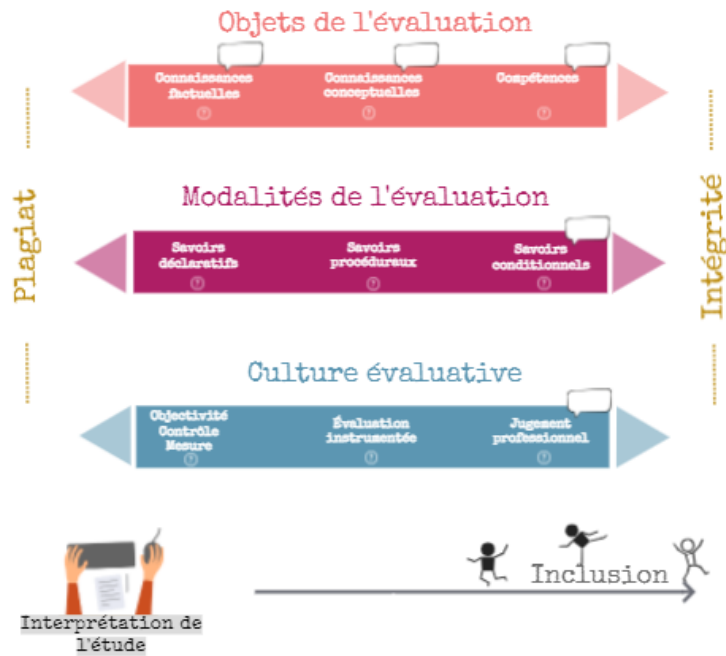 Objets de l'évaluation
Connaissances
factuelles
?
Connaissances
conceptuelles
?
Compétences
?
Plagiat
Intégrité
Modalités de l'évaluation
Savoirs
déclaratifs
?
Savoirs
procéduraux
?
Savoirs
conditionnels
?
Culture évaluative
Objectivité
Contrôle
Mesure
?
Évaluation
instrumentée
?
Jugement
professionnel
?
Inclusion
Interprétation de
l'étude